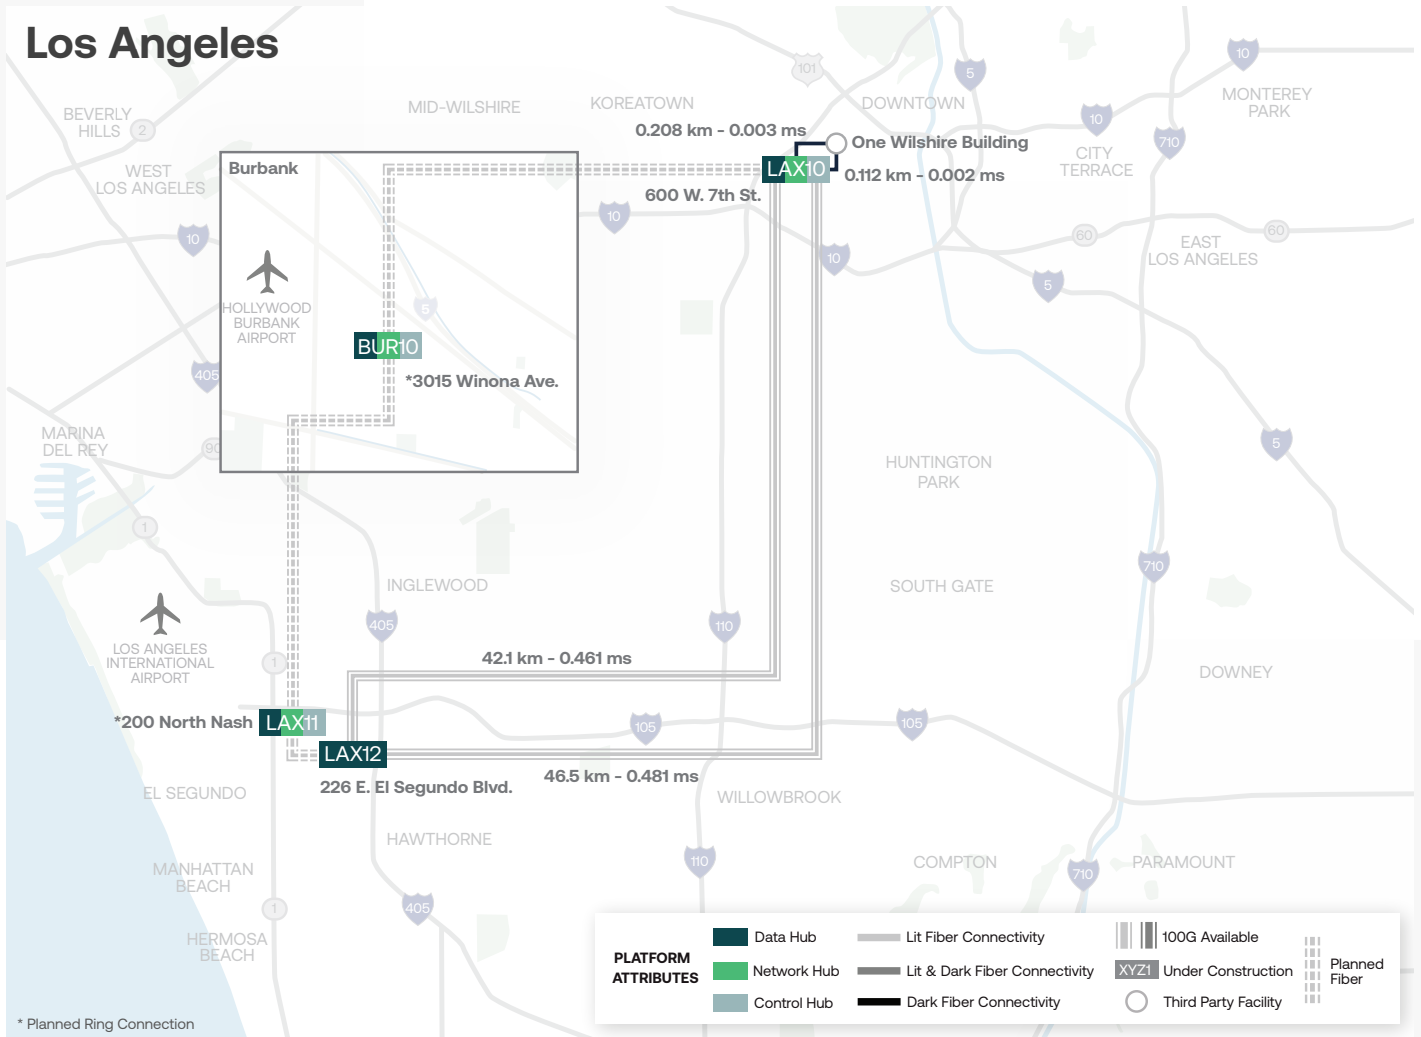 Los Angeles
101
5
10
MONTEREY
PARK
BEVERLY
HILLS
2
MID-WILSHIRE
KOREATOWN
DOWNTOWN
10
710
0.208 km - 0.003 ms
One Wilshire Building
CITY
TERRACE
WEST
LOS ANGELES
Burbank
LAX10
0.112 km - 0.002 ms
600 W. 7th St.
10
10
10
60
60
EAST
LOS ANGELES
5
HOLLYWOOD
BURBANK
AIRPORT
5
BUR10
*3015 Winona Ave.
405
MARINA
DEL REY
90
5
HUNTINGTON
PARK
1
710
INGLEWOOD
SOUTH GATE
405
110
LOS ANGELES
INTERNATIONAL
AIRPORT
1
42.1 km - 0.461 ms
DOWNEY
*200 North Nash
LAX11
105
105
LAX12
226 E. El Segundo Blvd.
46.5 km - 0.481 ms
EL SEGUNDO
WILLOWBROOK
HAWTHORNE
MANHATTAN
BEACH
110
COMPTON
710
PARAMOUNT
1
405
HERMOSA
BEACH
PLATFORM
ATTRIBUTES
Data Hub
Network Hub
Control Hub
Lit Fiber Connectivity
Lit & Dark Fiber Connectivity
Dark Fiber Connectivity
100G Available
XYZ1
Under Construction
Third Party Facility
Planned
Fiber
* Planned Ring Connection